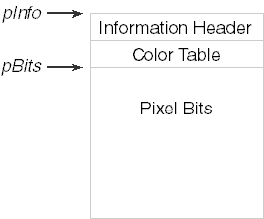 pInfo
Information Header
Color Table
pBits
Pixel Bits